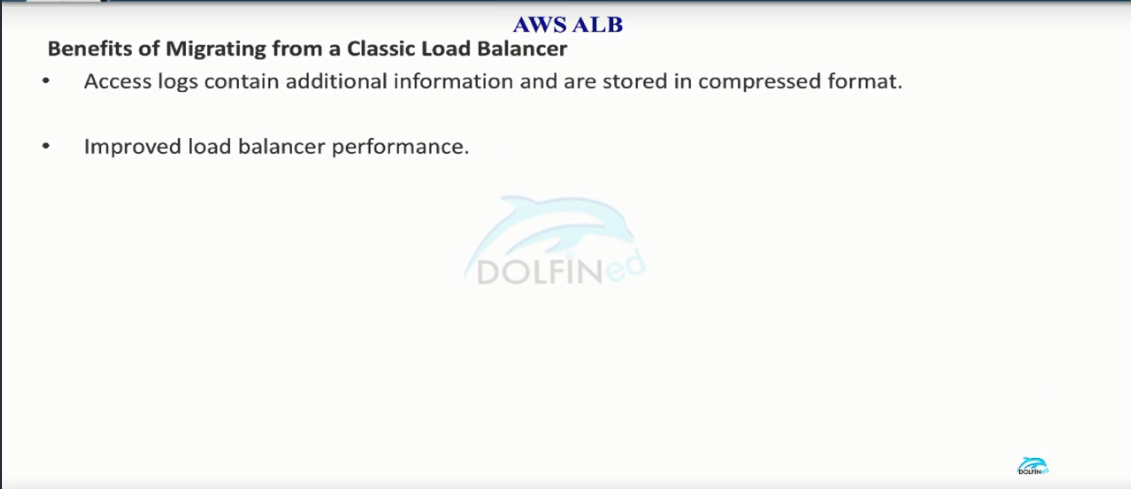 AWS ALB
Benefits of Migrating from a Classic Load Balancer
• Access logs contain additional information and are stored in compressed format.
• Improved load balancer performance.
DOLFINed
DOLFINed